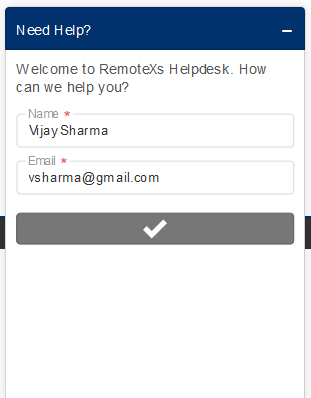 Need Help?
Welcome to RemoteXs Helpdesk. How
can we help you?
Name *
Vijay Sharma
Email *
vsharma@gmail.com